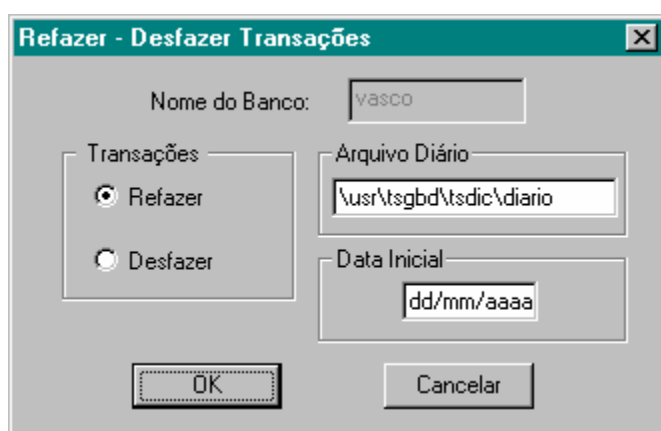 Refazer - Desfazer Transações
Nome do Banco: vasco
Transações
Refazer
Desfazer
Arquivo Diário
\usr\tsgbd\tsdic\diario
Data Inicial
dd/mm/aaaa
OK Cancelar